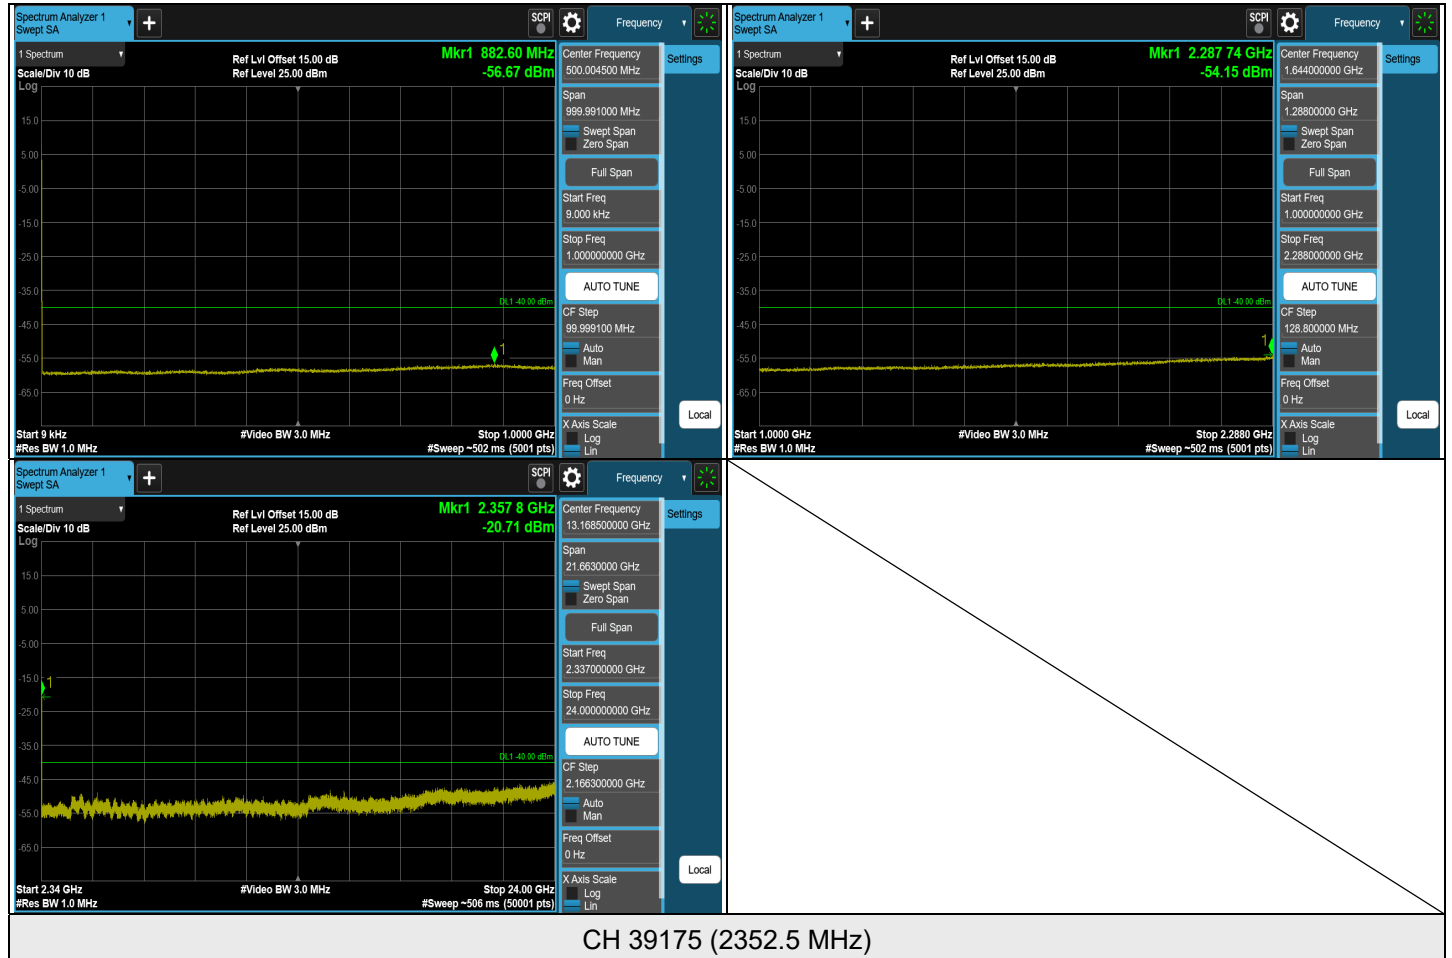 Spectrum Analyzer 1
Swept SA
+
SCPI
Frequency
1 Spectrum
Scale/Div 10 dB
Log
Ref Lvl Offset 15.00 dB
Ref Level 25.00 dBm
Mkr1 882.60 MHz
-56.67 dBm
15.0
5.00
-5.00
-15.0
-25.0
-35.0
-45.0
-55.0
-65.0
DL1 -40.00 dBm
1
Start 9 kHz
#Res BW 1.0 MHz
#Video BW 3.0 MHz
Stop 1.0000 GHz
#Sweep ~502 ms (5001 pts)
Center Frequency
500.004500 MHz
Span
999.991000 MHz
Swept Span
Zero Span
Full Span
Start Freq
9.000 kHz
Stop Freq
1.000000000 GHz
AUTO TUNE
CF Step
99.999100 MHz
Auto
Man
Freq Offset
0 Hz
X Axis Scale
Log
Lin
Settings
Local
Spectrum Analyzer 1
Swept SA
+
SCPI
Frequency
1 Spectrum
Scale/Div 10 dB
Log
Ref Lvl Offset 15.00 dB
Ref Level 25.00 dBm
Mkr1 2.287 74 GHz
-54.15 dBm
15.0
5.00
-5.00
-15.0
-25.0
-35.0
-45.0
-55.0
-65.0
DL1 -40.00 dBm
1
Start 1.0000 GHz
#Res BW 1.0 MHz
#Video BW 3.0 MHz
Stop 2.2880 GHz
#Sweep ~502 ms (5001 pts)
Center Frequency
1.644000000 GHz
Span
1.28800000 GHz
Swept Span
Zero Span
Full Span
Start Freq
1.000000000 GHz
Stop Freq
2.288000000 GHz
AUTO TUNE
CF Step
128.800000 MHz
Auto
Man
Freq Offset
0 Hz
X Axis Scale
Log
Lin
Settings
Local
Spectrum Analyzer 1
Swept SA
+
SCPI
Frequency
1 Spectrum
Scale/Div 10 dB
Log
Ref Lvl Offset 15.00 dB
Ref Level 25.00 dBm
Mkr1 2.357 8 GHz
-20.71 dBm
15.0
5.00
-5.00
-15.0
-25.0
-35.0
-45.0
-55.0
-65.0
1
DL1 -40.00 dBm
Start 2.34 GHz
#Res BW 1.0 MHz
#Video BW 3.0 MHz
Stop 24.00 GHz
#Sweep ~506 ms (50001 pts)
Center Frequency
13.168500000 GHz
Span
21.6630000 GHz
Swept Span
Zero Span
Full Span
Start Freq
2.337000000 GHz
Stop Freq
24.000000000 GHz
AUTO TUNE
CF Step
2.166300000 GHz
Auto
Man
Freq Offset
0 Hz
X Axis Scale
Log
Lin
Settings
Local
CH 39175 (2352.5 MHz)